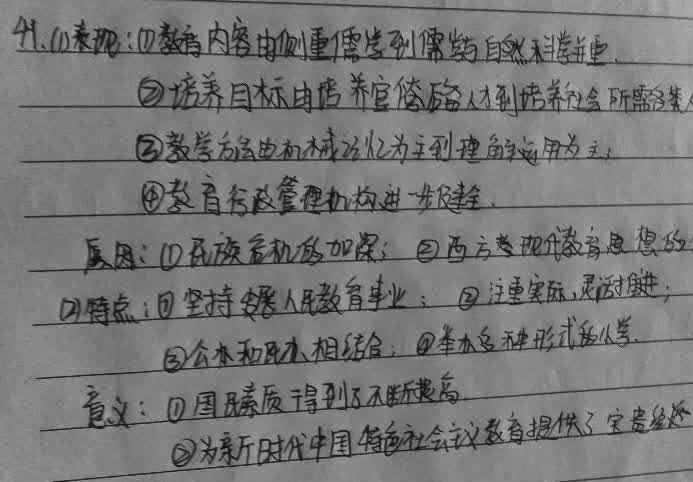 41.(1)表现:①教育内容由侧重儒学到儒学与自然科学并重.
②培养目标由培养官僚 人才到培养社会所需各类人
③教学方法由机械记忆为主到理解运用为主;
④教育行政管理机构进一步健全.
原因:①民族危机的加深; ②西方 现代教育思想的
(2)特点:①坚持 人民教育事业; ②注重实际,灵活推进;
③公办和民办相结合; ④举办多种形式的小学.
意义:①国民素质得到了不断提高
②为新时代中国特色社会主义教育提供了宝贵经验